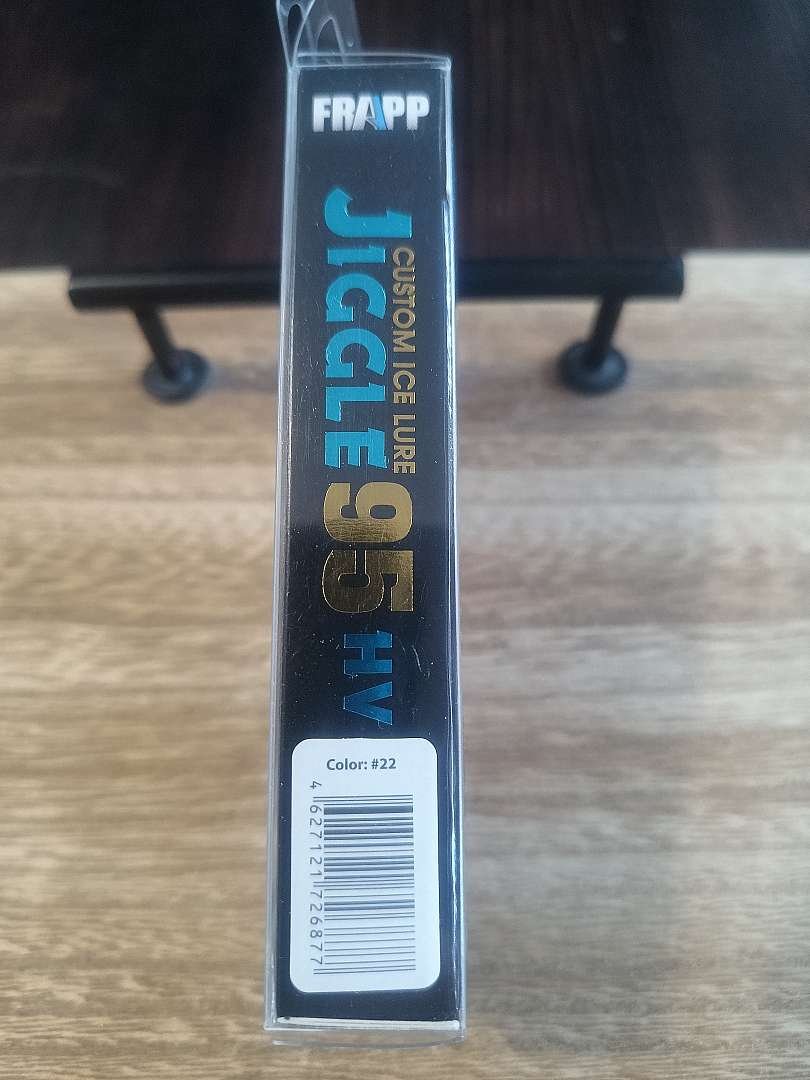 FRAPP
CUSTOM ICE LURE
JIGGLE 95 HV
Color: #22
4 627121 726877